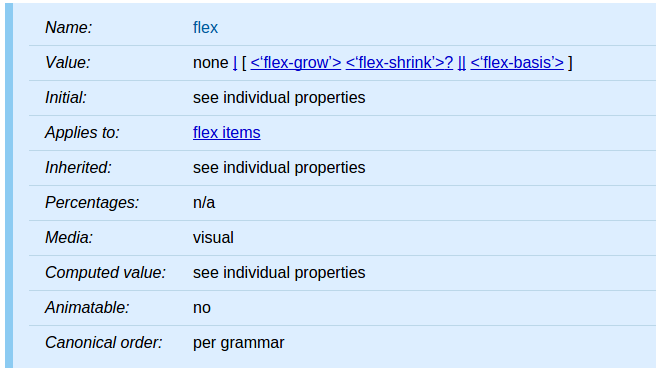 Name: flex
Value: none | [ <‘flex-grow’> <‘flex-shrink’>? || <‘flex-basis’> ]
Initial: see individual properties
Applies to: flex items
Inherited: see individual properties
Percentages: n/a
Media: visual
Computed value: see individual properties
Animatable: no
Canonical order: per grammar